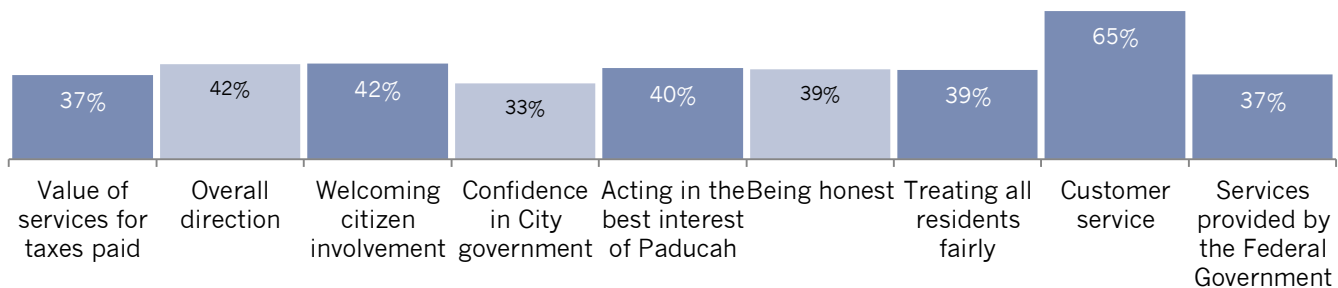 37%
42%
42%
33%
40%
39%
39%
65%
37%
Value of
services for
taxes paid
Overall
direction
Welcoming
citizen
involvement
Confidence
in City
government
Acting in the
best interest
of Paducah
Being honest
Treating all
residents
fairly
Customer
service
Services
provided by
the Federal
Government